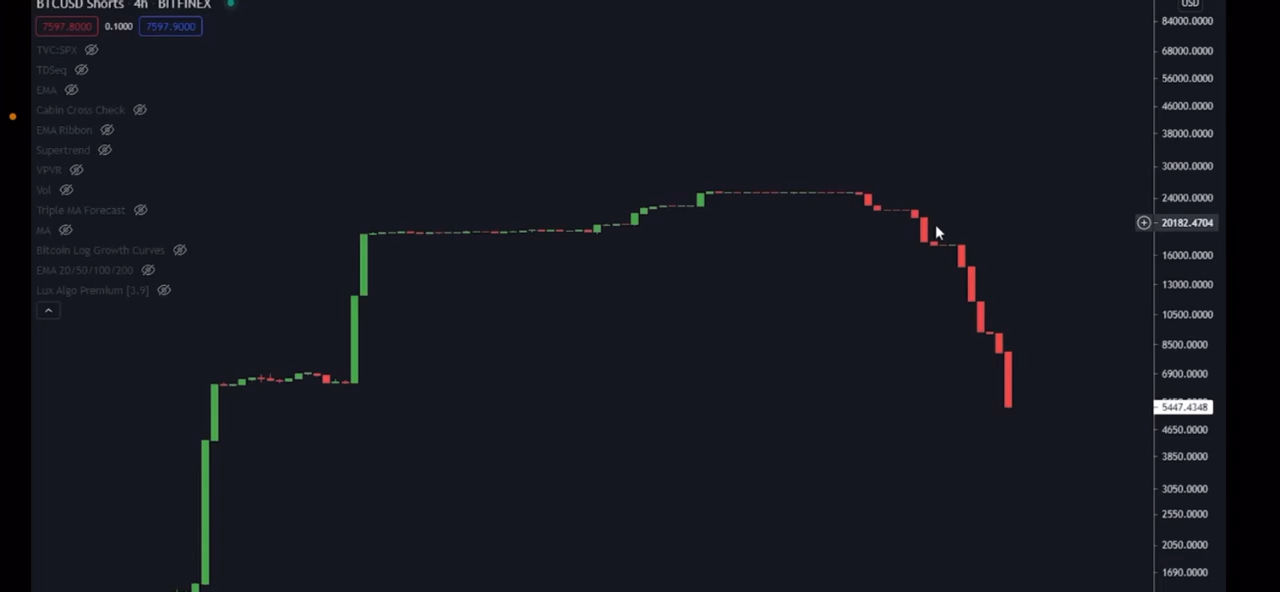 BTCUSD Shorts · 4h · BITFINEX
USD
7597.8000 0.1000 7597.9000
TVC:SPX
TDSeq
EMA
Cabin Cross Check
EMA Ribbon
Supertrend
VPVR
Vol
Triple MA Forecast
MA
Bitcoin Log Growth Curves
EMA 20/50/100/200
Lux Algo Premium [3.9]
84000.0000
68000.0000
56000.0000
46000.0000
38000.0000
30000.0000
24000.0000
20182.4704
16000.0000
13000.0000
10500.0000
8500.0000
6900.0000
5447.4348
4650.0000
3850.0000
3050.0000
2550.0000
2050.0000
1690.0000